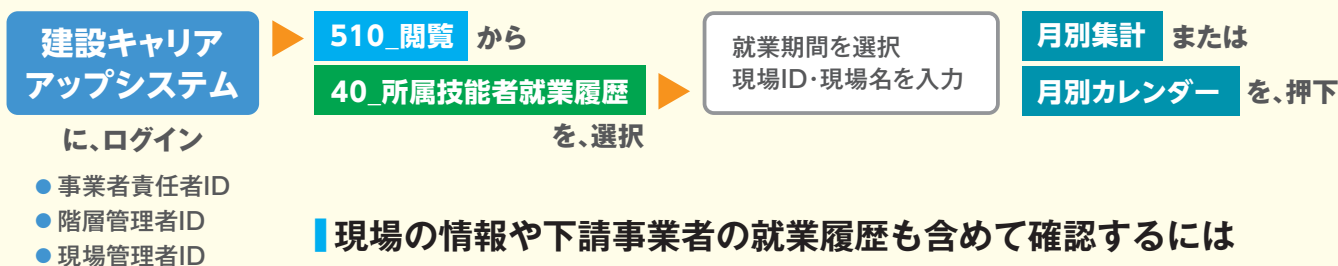 建設キャリア
アップシステム
に、ログイン
● 事業者責任者ID
● 階層管理者ID
● 現場管理者ID
510_閲覧 から
40_所属技能者就業履歴
を、選択
就業期間を選択
現場ID・現場名を入力
月別集計 または
月別カレンダー を、押下
現場の情報や下請事業者の就業履歴も含めて確認するには